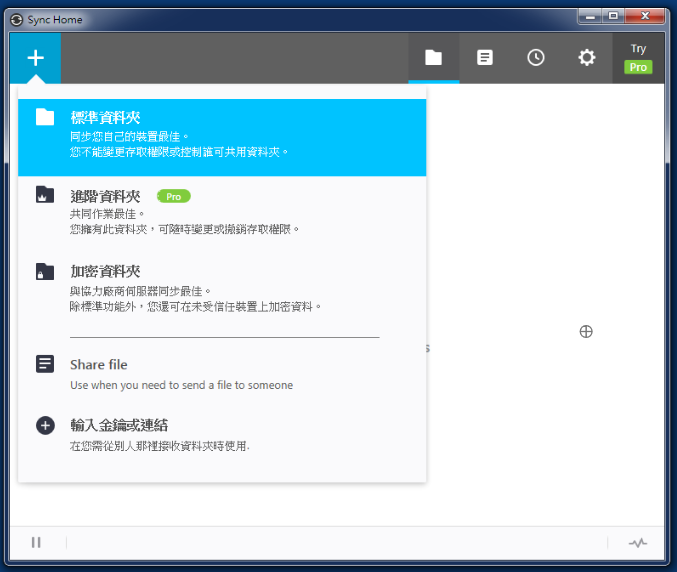 Sync Home
Try
Pro
標準資料夾
同步您自己的裝置最佳。
您不能變更存取權限或控制誰可共用資料夾。
進階資料夾 Pro
共同作業最佳。
您擁有此資料夾，可隨時變更或撤銷存取權限。
加密資料夾
與協力廠商伺服器同步最佳。
除標準功能外，您還可在未受信任裝置上加密資料。
s
Share file
Use when you need to send a file to someone
輸入金鑰或連結
在您需從別人那裡接收資料夾時使用.